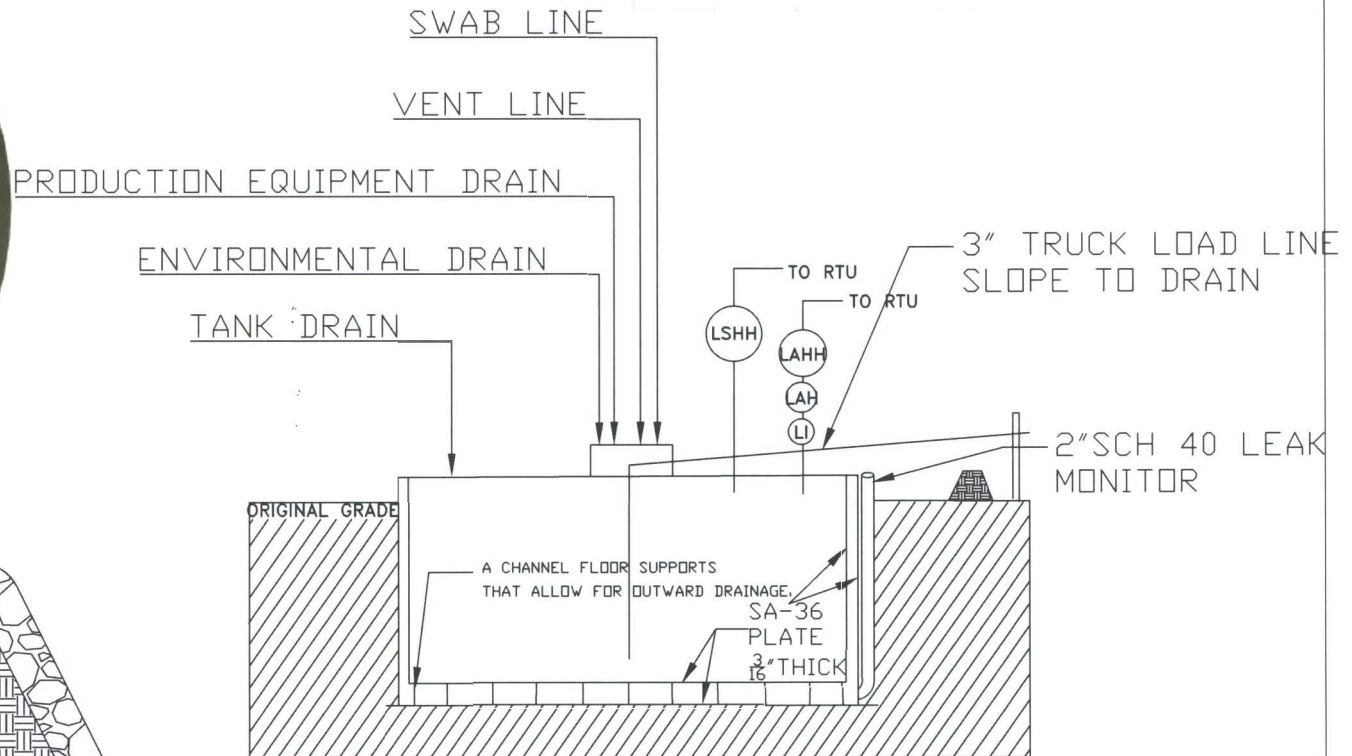 SWAB LINE
VENT LINE
PRODUCTION EQUIPMENT DRAIN
ENVIRONMENTAL DRAIN
TANK DRAIN
3" TRUCK LOAD LINE
SLOPE TO DRAIN
TO RTU
TO RTU
LSHH
LAHH
LAH
LI
2"SCH 40 LEAK
MONITOR
ORIGINAL GRADE
A CHANNEL FLOOR SUPPORTS
THAT ALLOW FOR OUTWARD DRAINAGE.
SA-36
PLATE
3/16"THICK